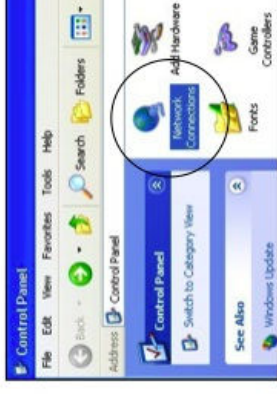 Control Panel
File Edit View Favorites Tools Help
Back Search Folders
Address Control Panel
Control Panel
Switch to Category View
See Also
Windows Update
Add Hardware
Network Connections
Fonts
Game Controllers